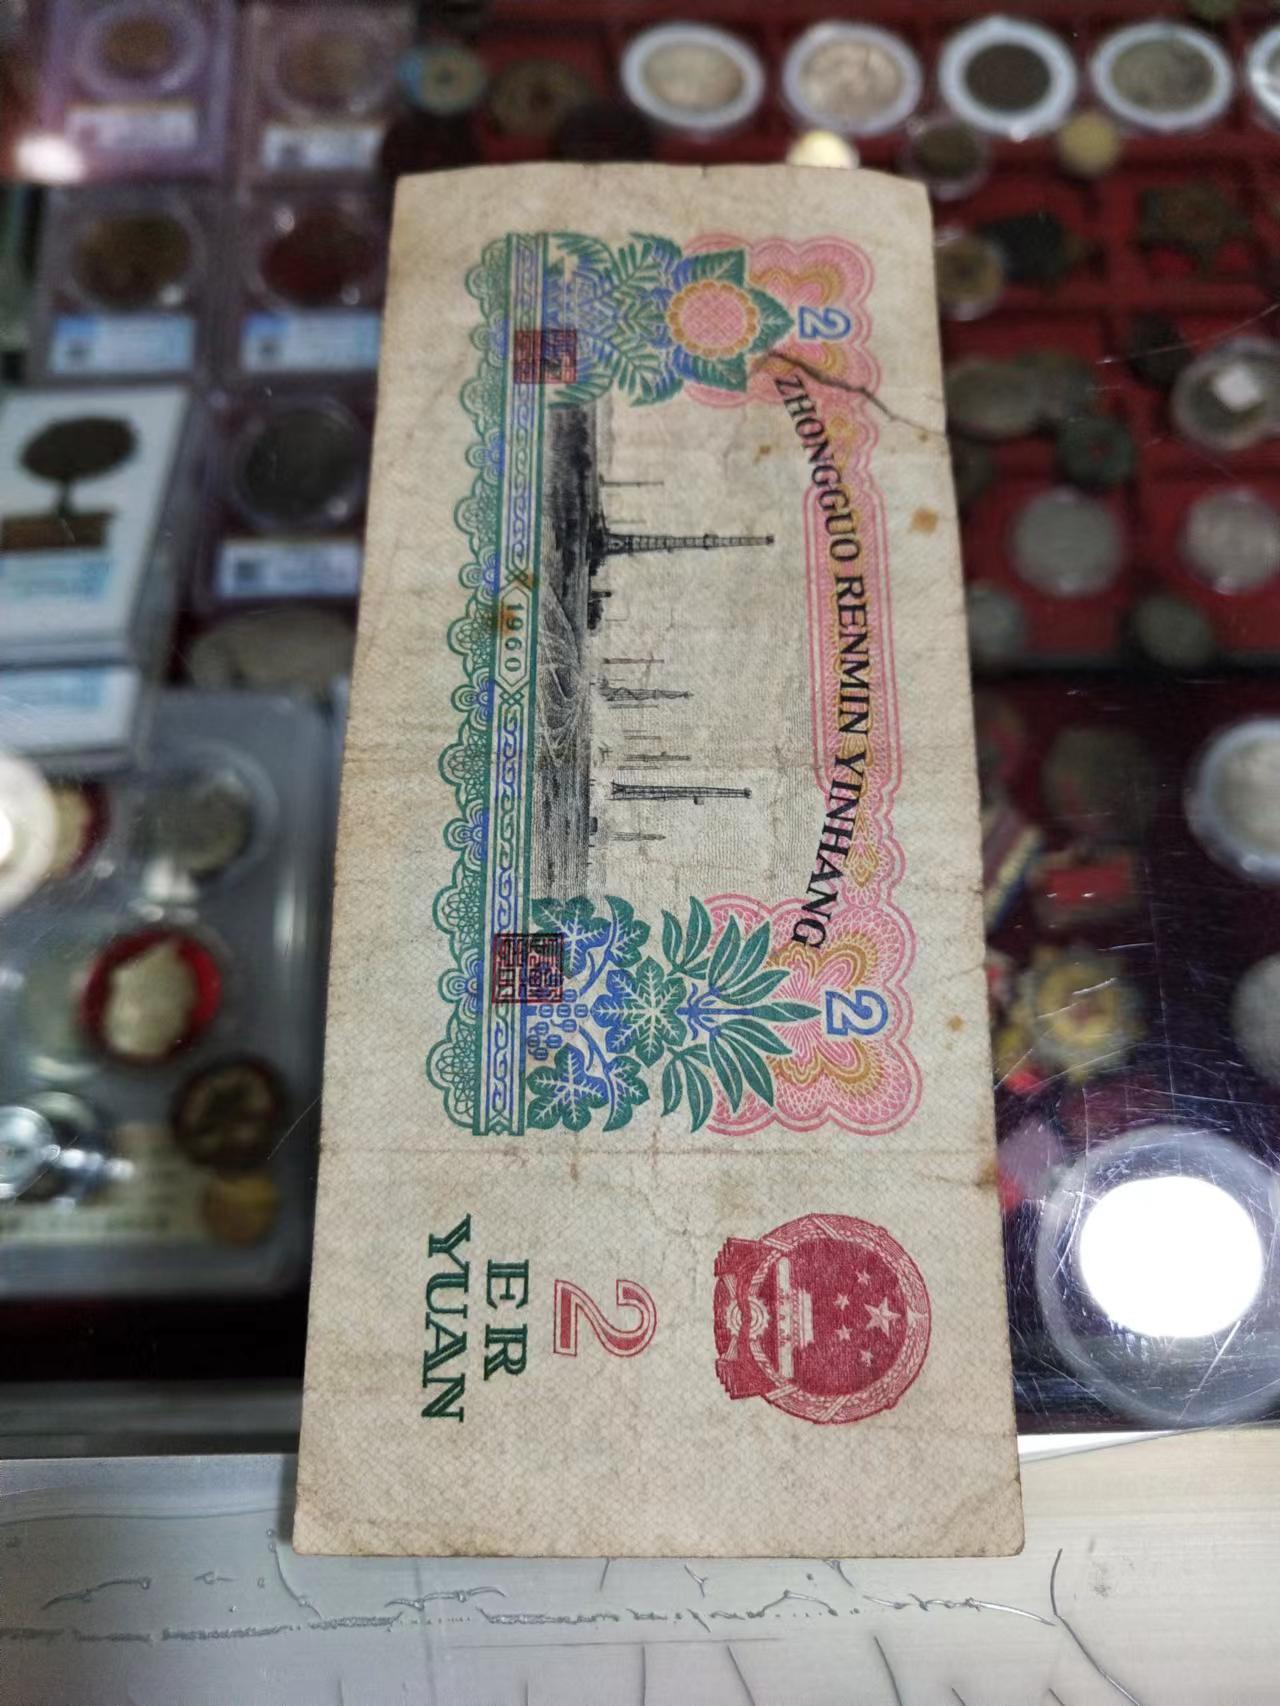 ZHONGGUO RENMIN YINHANG
2
2
1960
2
ER
YUAN